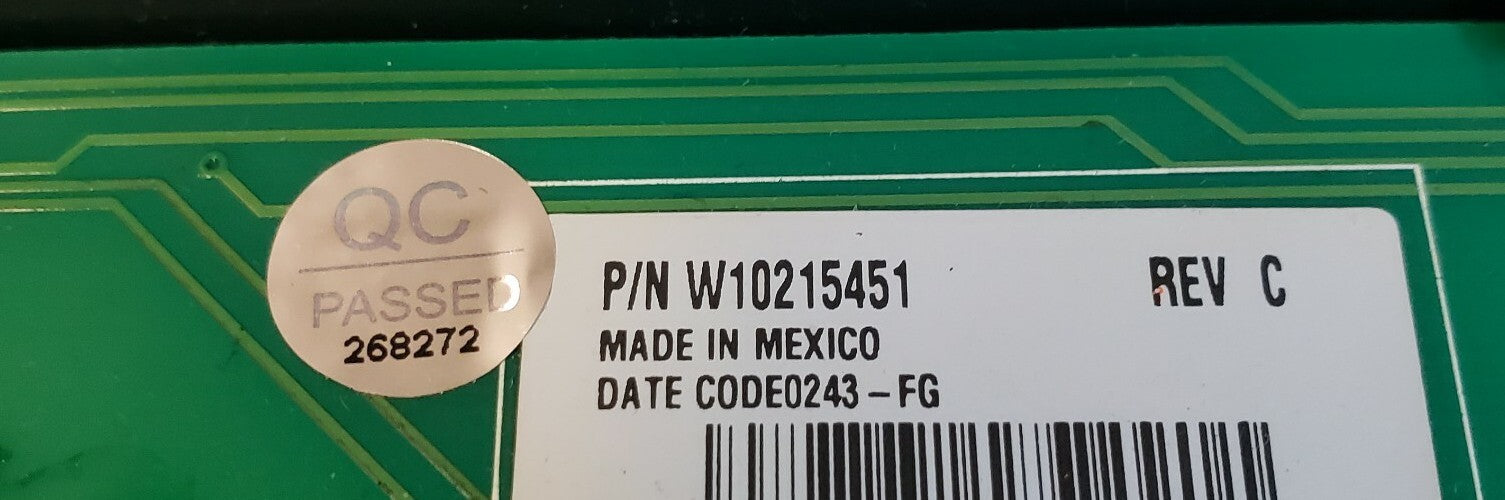 QC
PASSED
268272
P/N W10215451 REV C
MADE IN MEXICO
DATE CODE0243-FG